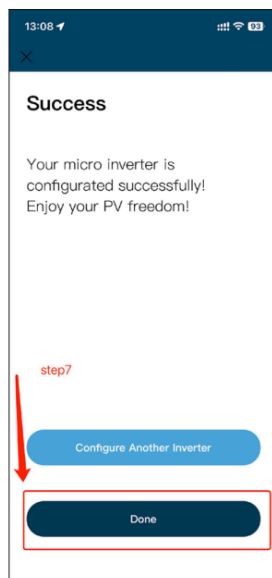 13:08
93
Success
Your micro inverter is
configurated successfully!
Enjoy your PV freedom!
step7
Configure Another Inverter
Done